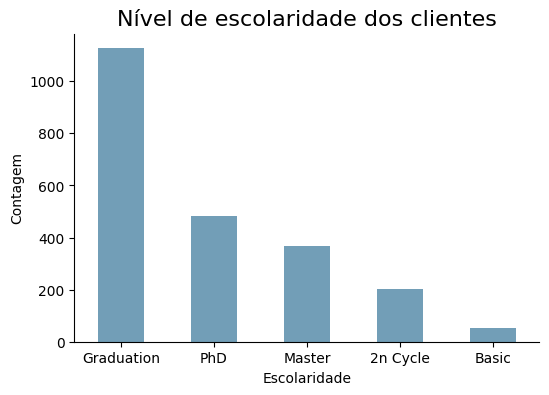 Nível de escolaridade dos clientes
Contagem
1000
800
600
400
200
0
Graduation PhD Master 2n Cycle Basic
Escolaridade